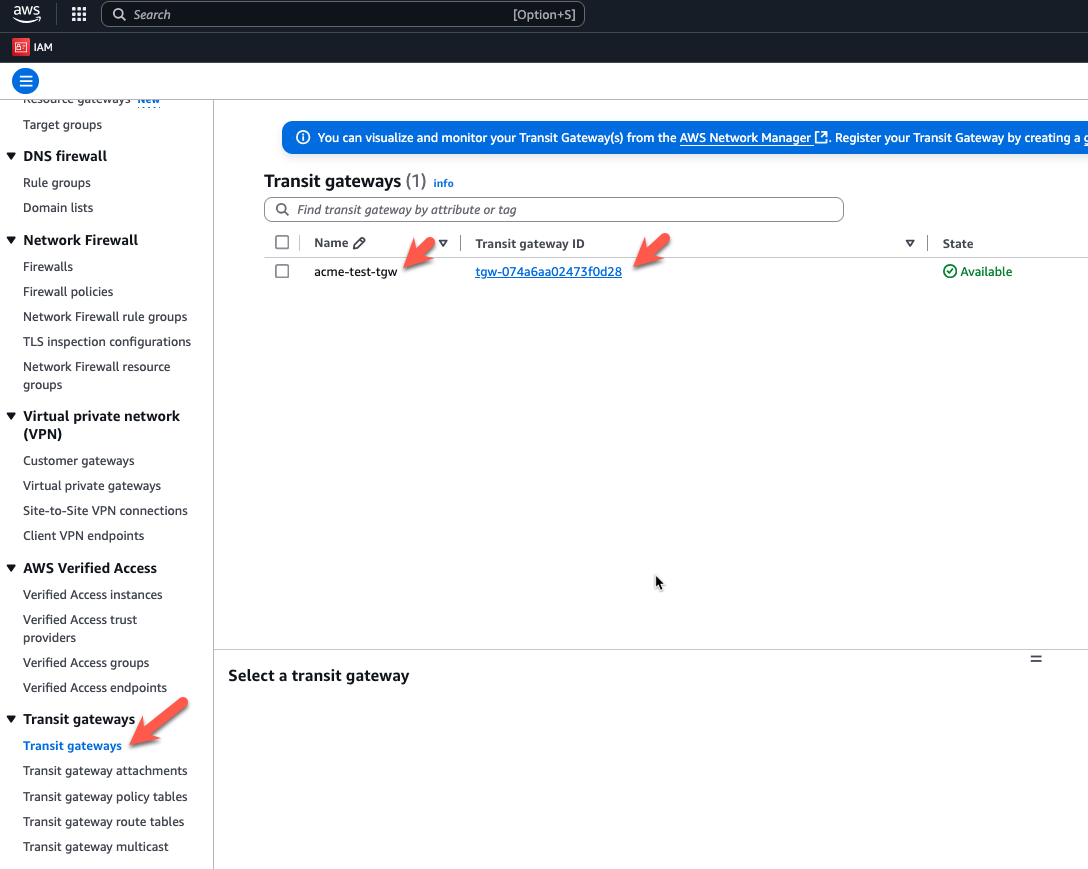 aws
Search [Option+S]
IAM
Resource gateways New
Target groups
DNS firewall
Rule groups
Domain lists
Network Firewall
Firewalls
Firewall policies
Network Firewall rule groups
TLS inspection configurations
Network Firewall resource
groups
Virtual private network
(VPN)
Customer gateways
Virtual private gateways
Site-to-Site VPN connections
Client VPN endpoints
AWS Verified Access
Verified Access instances
Verified Access trust
providers
Verified Access groups
Verified Access endpoints
Transit gateways
Transit gateways
Transit gateway attachments
Transit gateway policy tables
Transit gateway route tables
Transit gateway multicast
You can visualize and monitor your Transit Gateway(s) from the AWS Network Manager. Register your Transit Gateway by creating a
Transit gateways (1) info
Find transit gateway by attribute or tag
Name Transit gateway ID State
acme-test-tgw tgw-074a6aa02473f0d28 Available
Select a transit gateway